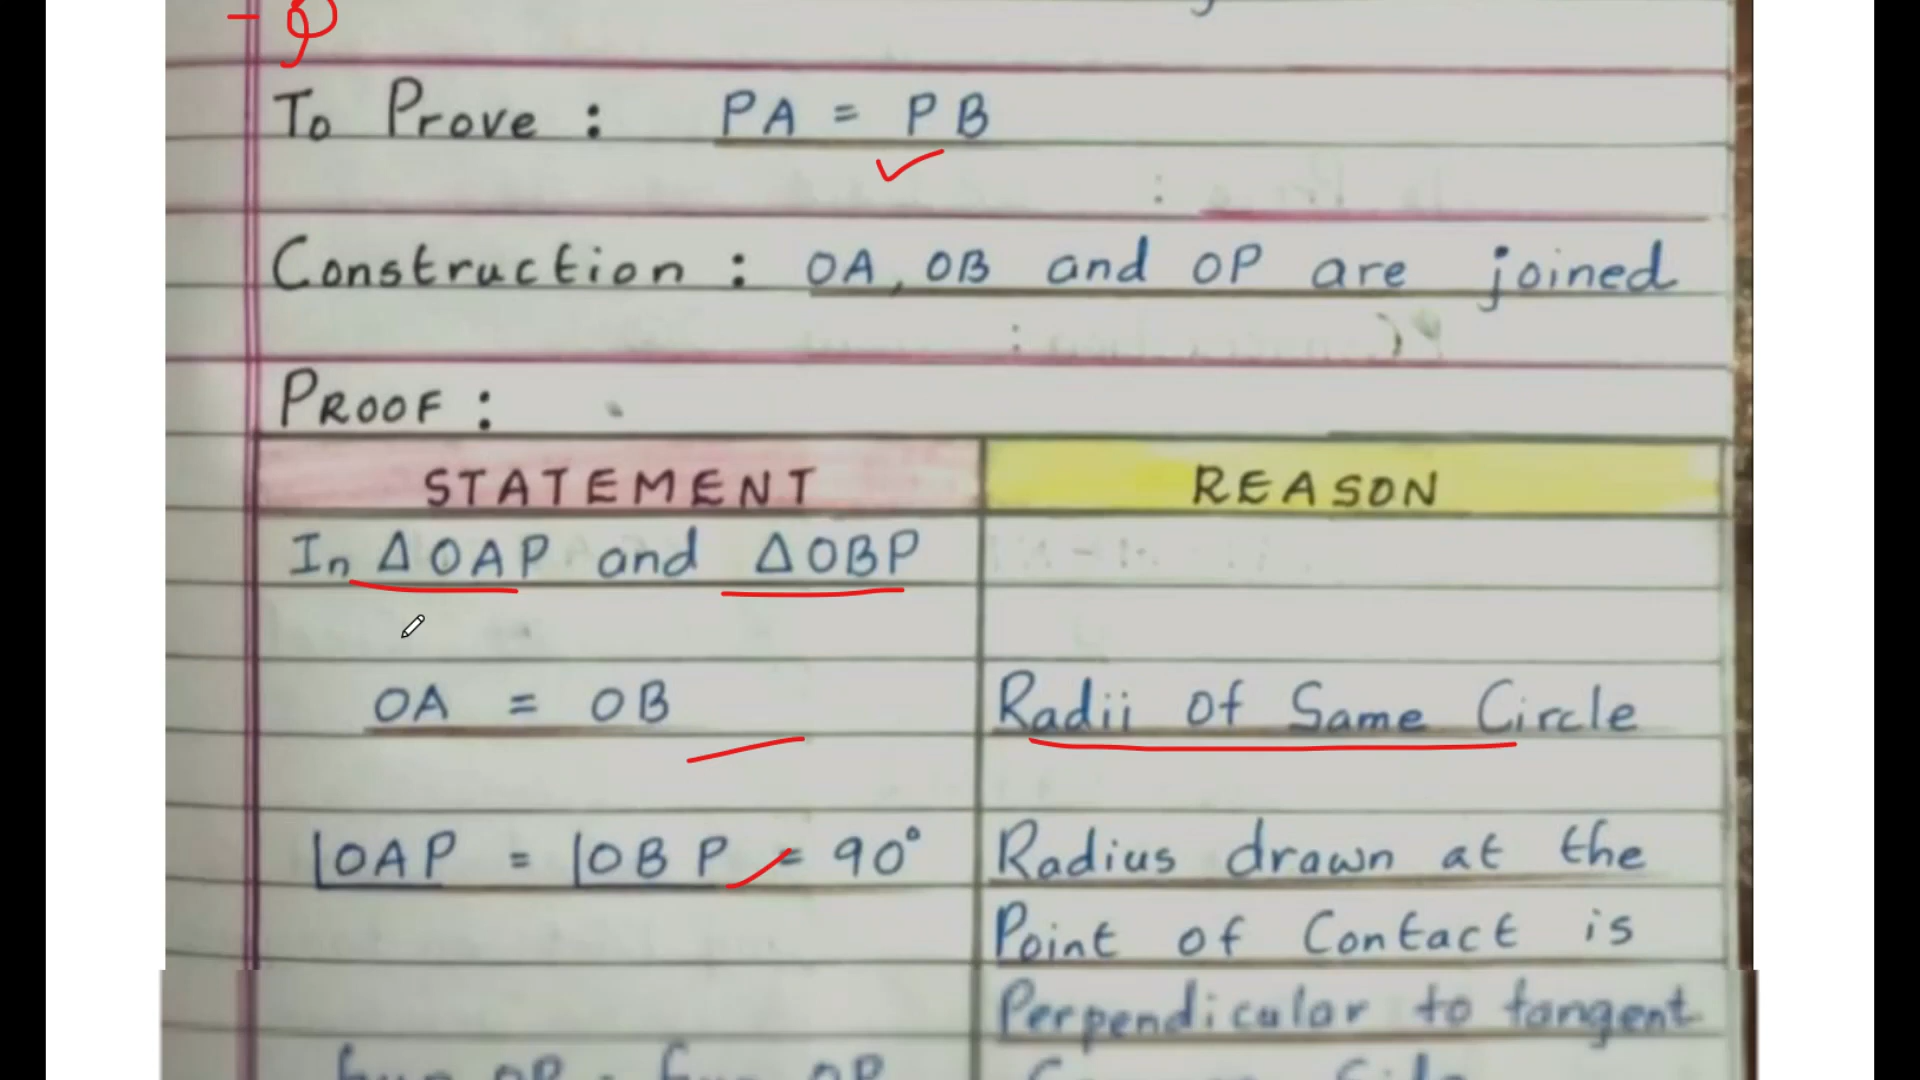 To Prove : PA = PB
Construction : OA, OB and OP are joined
PROOF :
STATEMENT REASON
In ΔOAP and ΔOBP
OA = OB Radii of Same Circle
∠OAP = ∠OBP = 90° Radius drawn at the
Point of Contact is
Perpendicular to tangent